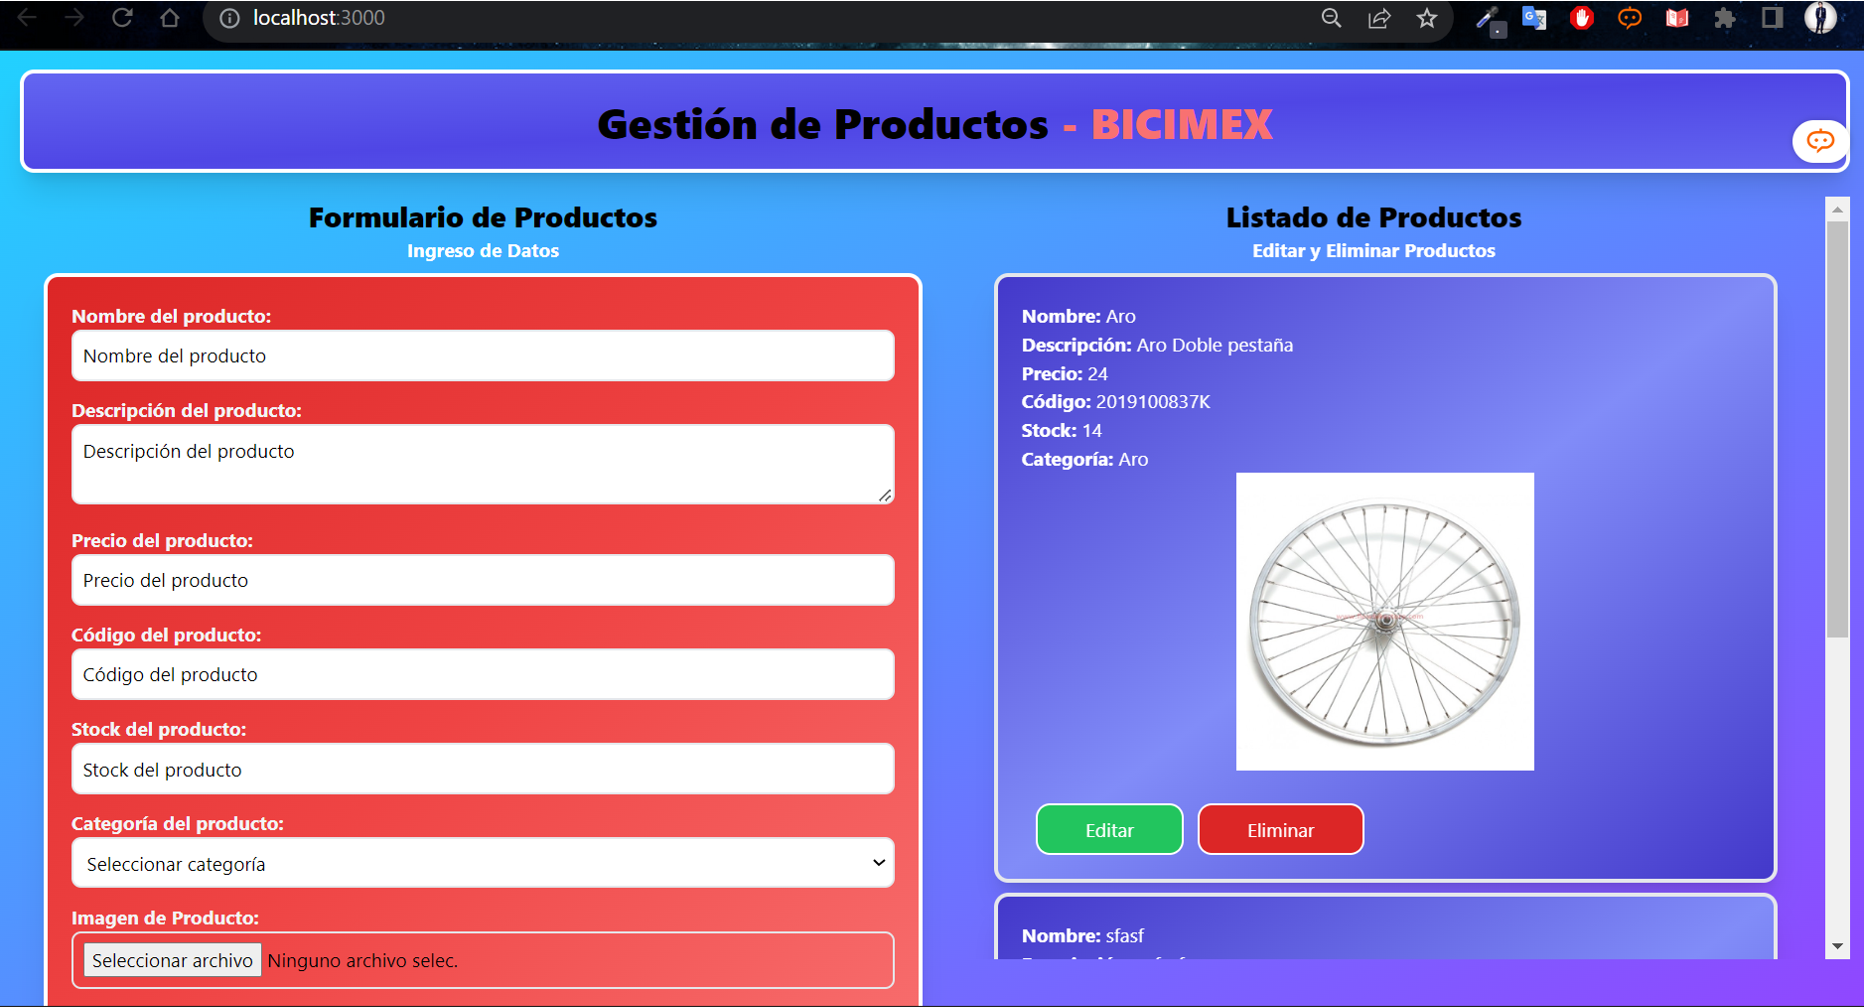 localhost:3000
Gestión de Productos - BICIMEX
Formulario de Productos
Ingreso de Datos
Nombre del producto:
Nombre del producto
Descripción del producto:
Descripción del producto
Precio del producto:
Precio del producto
Código del producto:
Código del producto
Stock del producto:
Stock del producto
Categoría del producto:
Seleccionar categoría
Imagen de Producto:
Seleccionar archivo Ninguno archivo selec.
Listado de Productos
Editar y Eliminar Productos
Nombre: Aro
Descripción: Aro Doble pestaña
Precio: 24
Código: 2019100837K
Stock: 14
Categoría: Aro
Editar
Eliminar
Nombre: sfasf